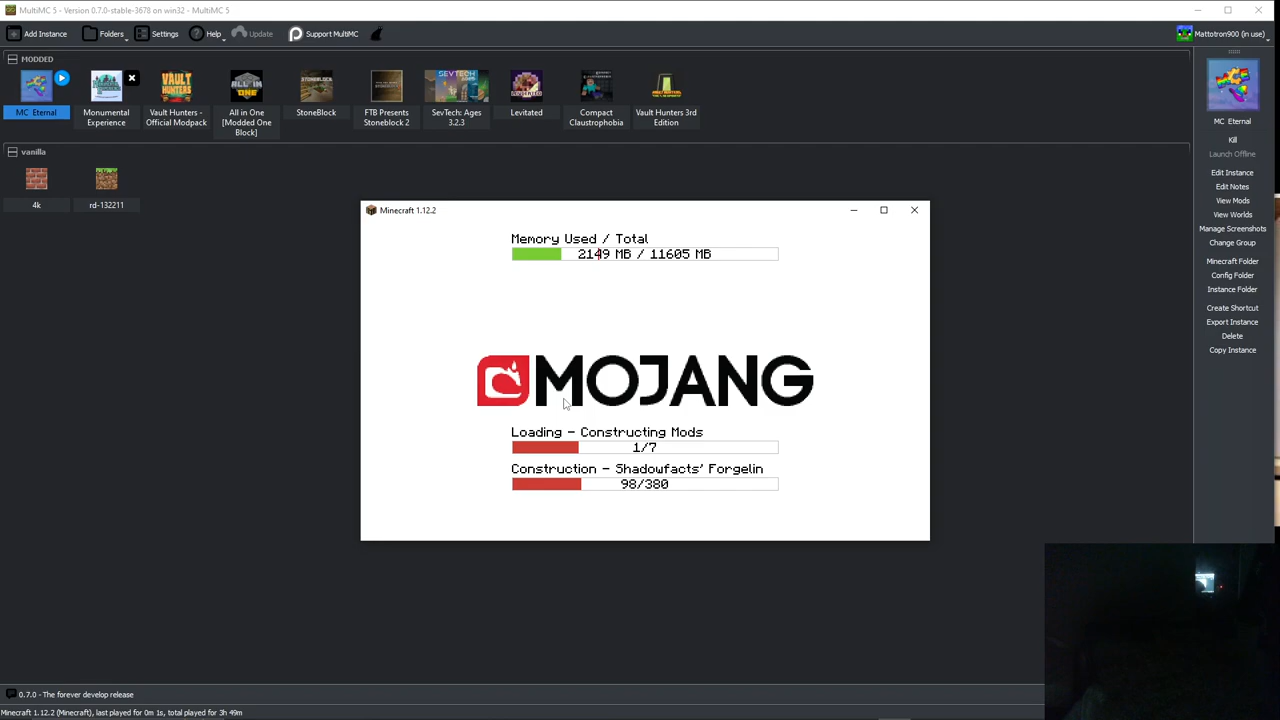 MultiMC 5 - Version 0.7.0-stable-3678 on win32 - MultiMC 5
Add Instance Folders Settings Help Update Support MultiMC Mattotron900 (in use)
MODDED
MC Eternal
Monumental Experience
Vault Hunters - Official Modpack
All in One [Modded One Block]
StoneBlock
FTB Presents Stoneblock 2
SevTech: Ages 3.2.3
Levitated
Compact Claustrophobia
Vault Hunters 3rd Edition
vanilla
4k
rd-132211
Minecraft 1.12.2
Memory Used / Total
2149 MB / 11605 MB
MOJANG
Loading - Constructing Mods
1/7
Construction - Shadowfacts' Forgelin
98/380
MC Eternal
Kill
Launch Offline
Edit Instance
Edit Notes
View Mods
View Worlds
Manage Screenshots
Change Group
Minecraft Folder
Config Folder
Instance Folder
Create Shortcut
Export Instance
Delete
Copy Instance
0.7.0 - The forever develop release
Minecraft 1.12.2 (Minecraft), last played for 0m 1s, total played for 3h 49m